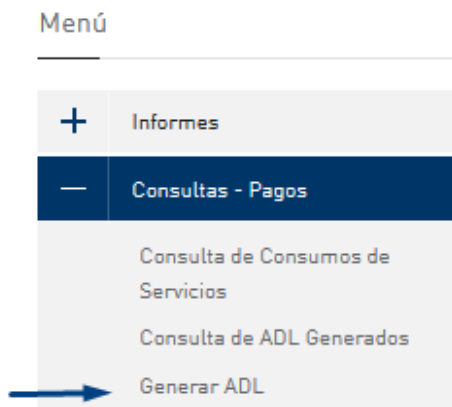 Menú
Informes
Consultas - Pagos
Consulta de Consumos de
Servicios
Consulta de ADL Generados
Generar ADL